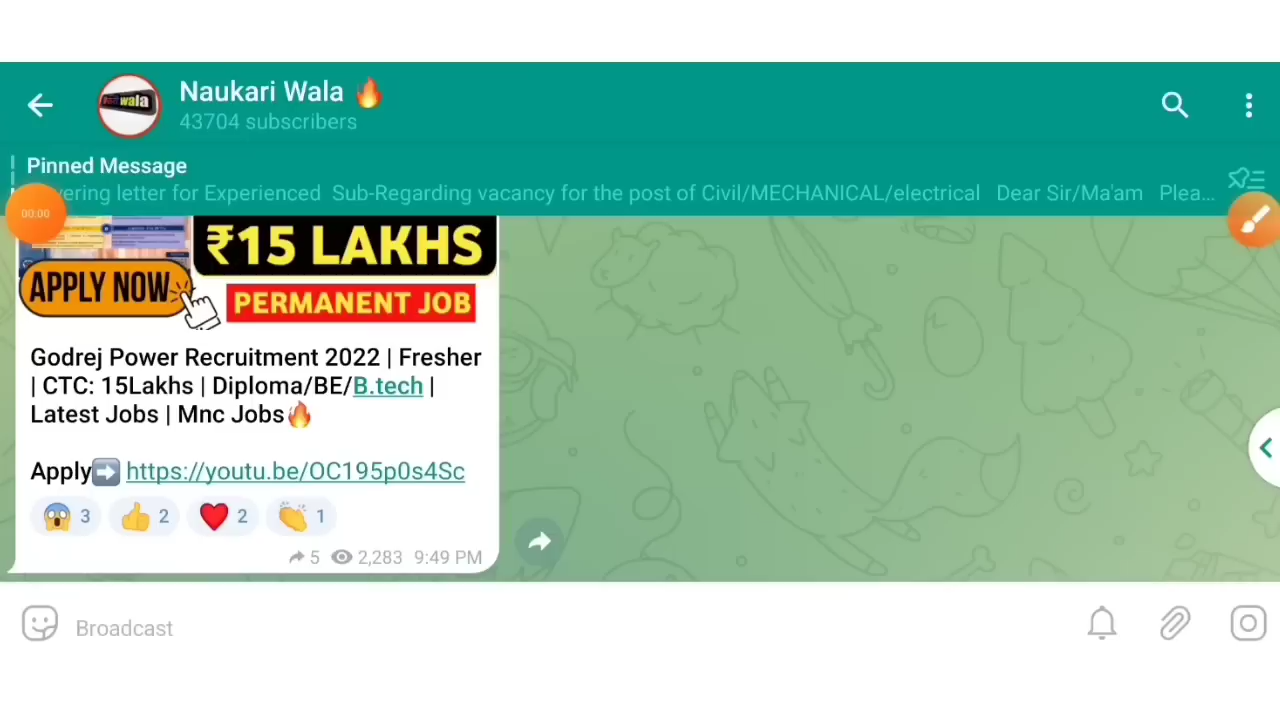 Naukari Wala 🔥
43704 subscribers
Pinned Message
vering letter for Experienced Sub-Regarding vacancy for the post of Civil/MECHANICAL/electrical Dear Sir/Ma'am Plea...
00:00
₹15 LAKHS
APPLY NOW
PERMANENT JOB
Godrej Power Recruitment 2022 | Fresher
| CTC: 15Lakhs | Diploma/BE/B.tech |
Latest Jobs | Mnc Jobs🔥
Apply➡️ https://youtu.be/OC195p0s4Sc
😱 3 👍 2 ❤️ 2 👏 1
5 2,283 9:49 PM
Broadcast